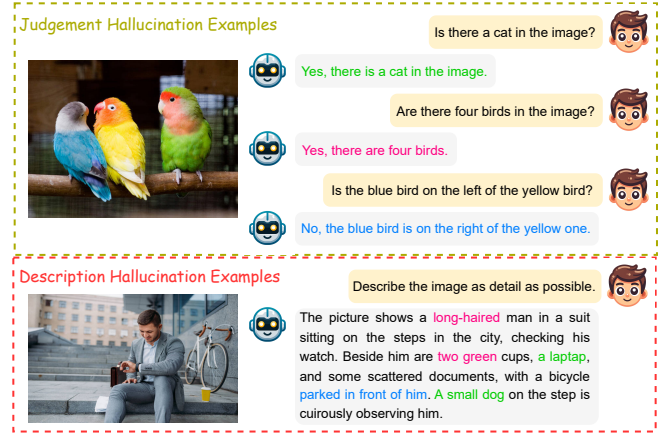 Judgement Hallucination Examples
Is there a cat in the image?
Yes, there is a cat in the image.
Are there four birds in the image?
Yes, there are four birds.
Is the blue bird on the left of the yellow bird?
No, the blue bird is on the right of the yellow one.
Description Hallucination Examples
Describe the image as detail as possible.
The picture shows a long-haired man in a suit
sitting on the steps in the city, checking his
watch. Beside him are two green cups, a laptap,
and some scattered documents, with a bicycle
parked in front of him. A small dog on the step is
cuirously observing him.